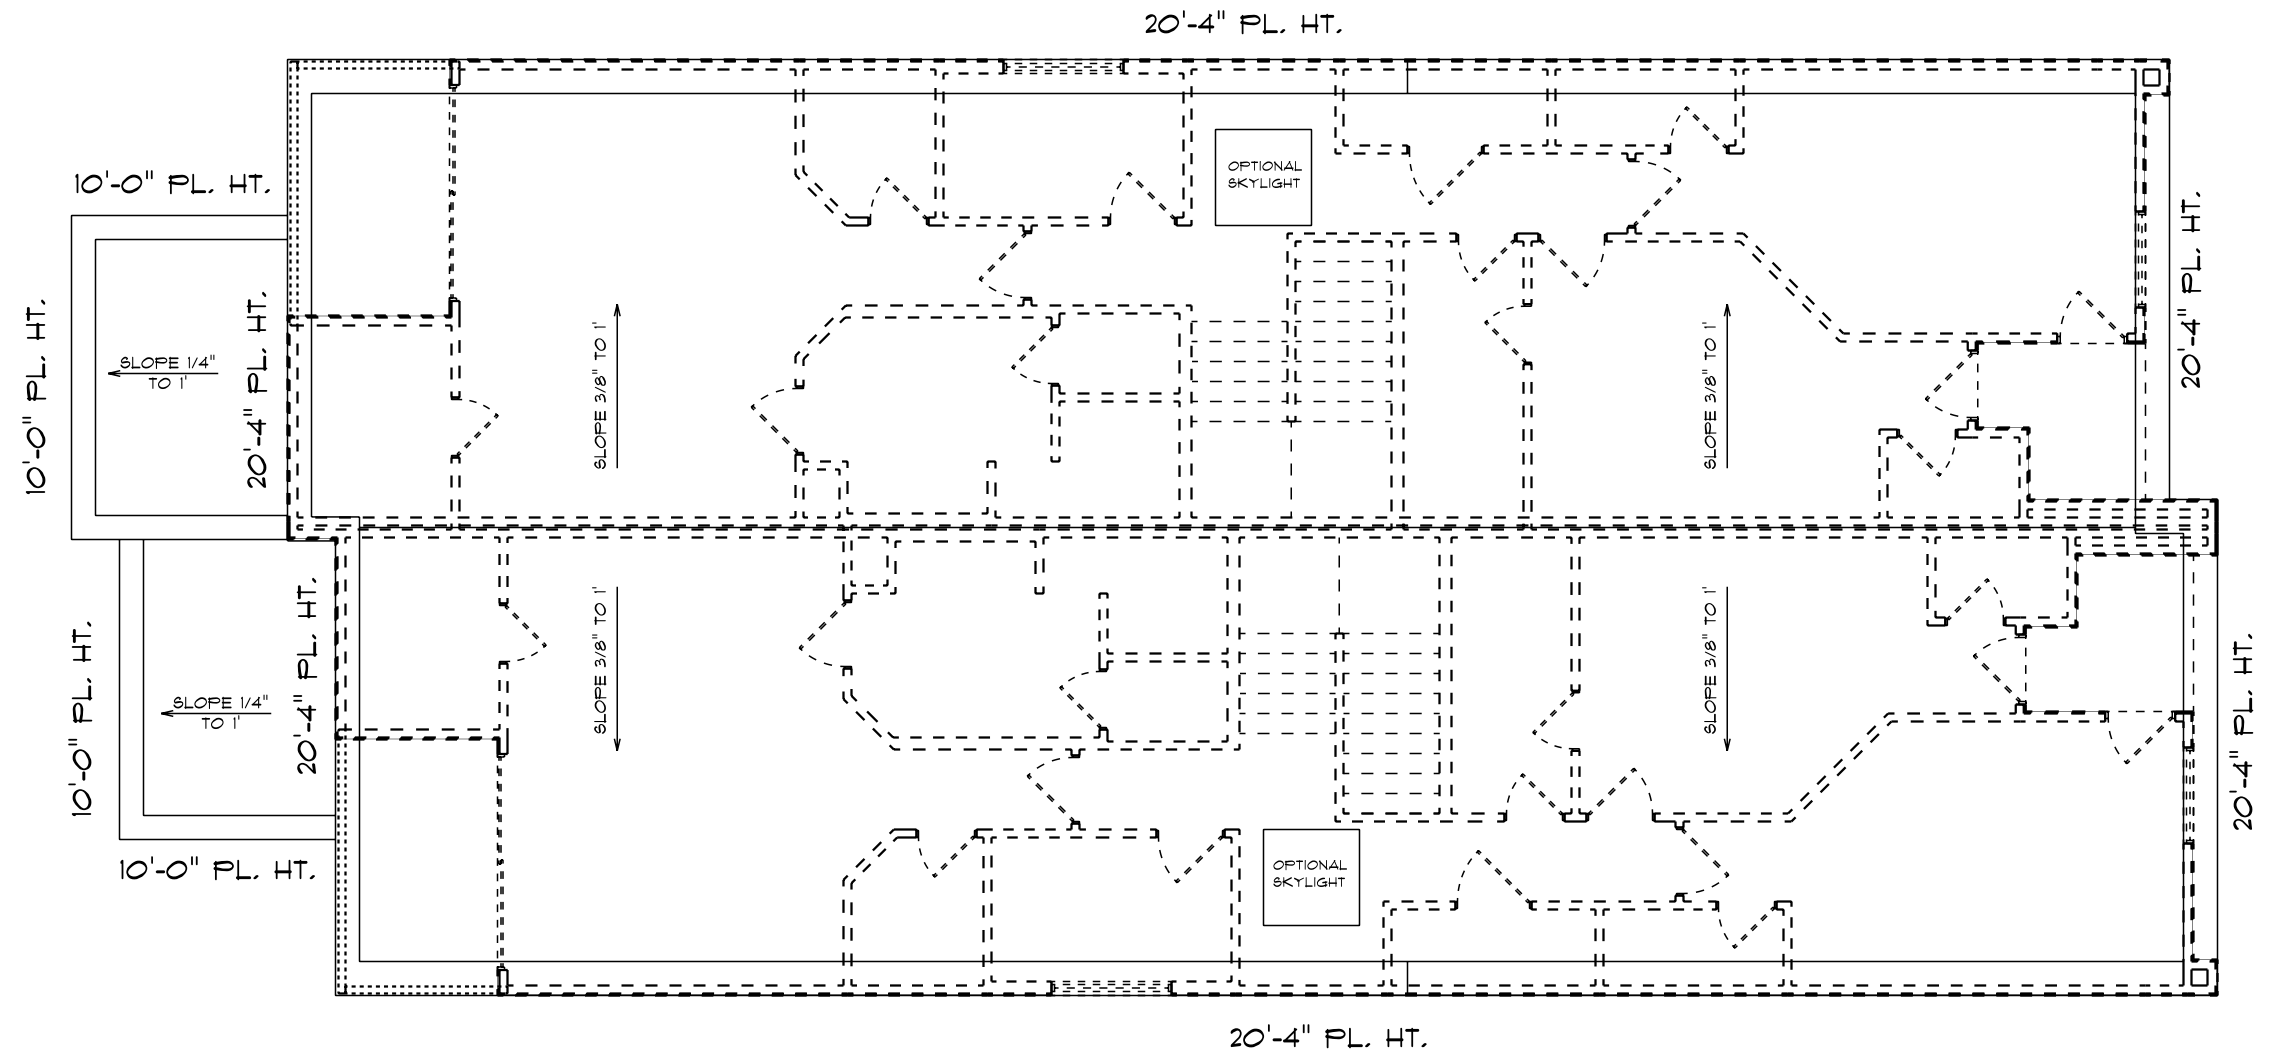 20'-4" PL. HT.
OPTIONAL
SKYLIGHT
10'-0" PL. HT.
20'-4" PL. HT.
10'-0" PL. HT.
20'-4" PL. HT.
SLOPE 1/4"
TO 1'
SLOPE 3/8" TO 1'
SLOPE 3/8" TO 1'
10'-0" PL. HT.
20'-4" PL. HT.
SLOPE 1/4"
TO 1'
SLOPE 3/8" TO 1'
SLOPE 3/8" TO 1'
20'-4" PL. HT.
10'-0" PL. HT.
OPTIONAL
SKYLIGHT
20'-4" PL. HT.